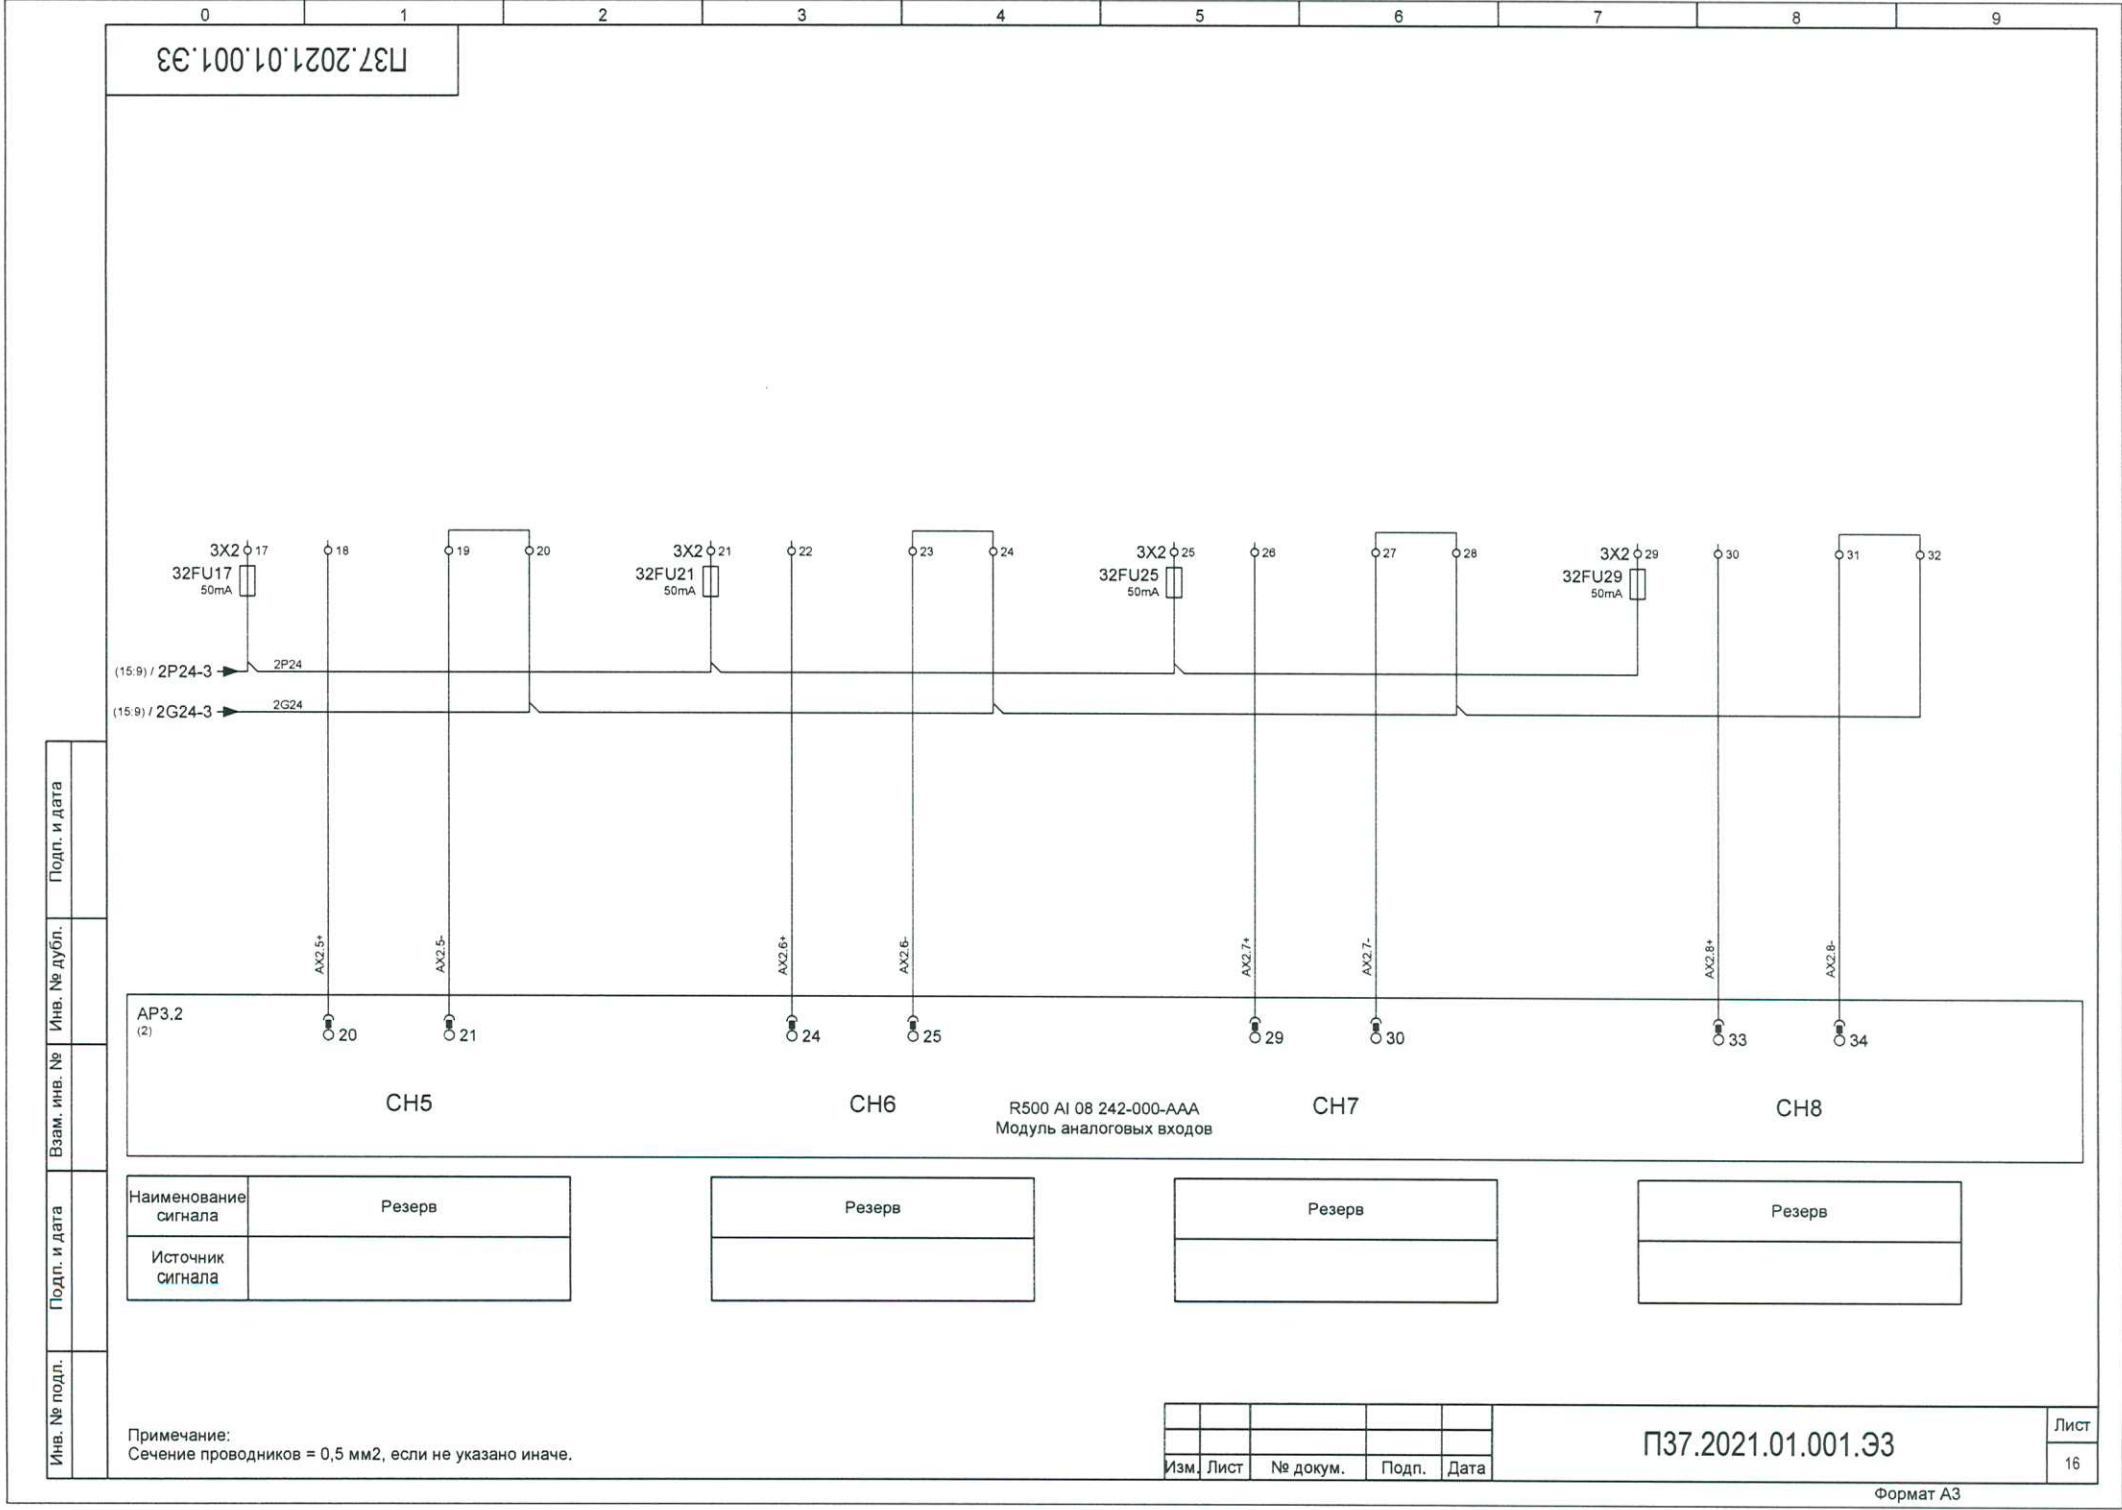 0 1 2 3 4 5 6 7 8 9
П37.2021.01.001.Э3
3X2 17 18 19 20 3X2 21 22 23 24 3X2 25 26 27 28 3X2 29 30 31 32
32FU17 32FU21 32FU25 32FU29
50mA 50mA 50mA 50mA
(15:9) / 2P24-3 2P24
(15:9) / 2G24-3 2G24
AX2.5+ AX2.5- AX2.6+ AX2.6- AX2.7+ AX2.7- AX2.8+ AX2.8-
AP3.2
(2)
20 21 24 25 29 30 33 34
CH5 CH6 CH7 CH8
R500 AI 08 242-000-AAA
Модуль аналоговых входов
Наименование
сигнала
Резерв Резерв Резерв Резерв
Источник
сигнала
Подп. и дата
Инв. № дубл.
Взам. инв. №
Подп. и дата
Инв. № подл.
Примечание:
Сечение проводников = 0,5 мм2, если не указано иначе.
Изм. Лист № докум. Подп. Дата
П37.2021.01.001.Э3
Лист
16
Формат А3